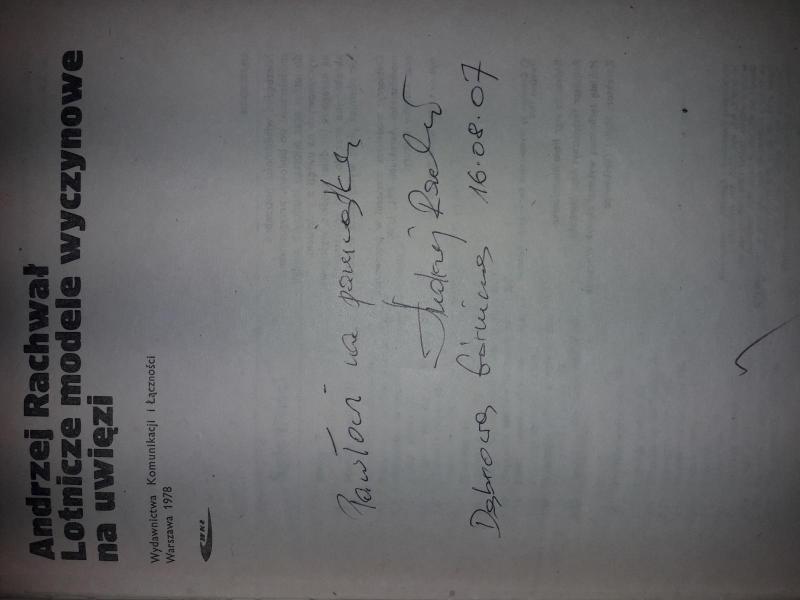 Andrzej Rachwał
Lotnicze modele wyczynowe
na uwięzi
Wydawnictwa Komunikacji i Łączności
Warszawa 1978
WKŁ
Pawłowi na pamiątkę
Andrzej Rachwał
Dąbrowa Górnicza 16.08.07